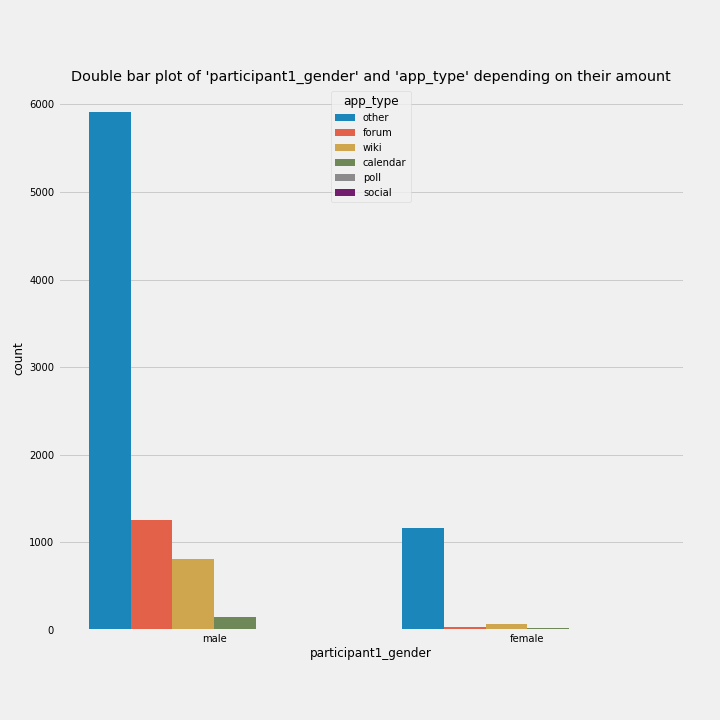 Double bar plot of 'participant1_gender' and 'app_type' depending on their amount
app_type
other
forum
wiki
calendar
poll
social
count
6000
5000
4000
3000
2000
1000
0
male
female
participant1_gender